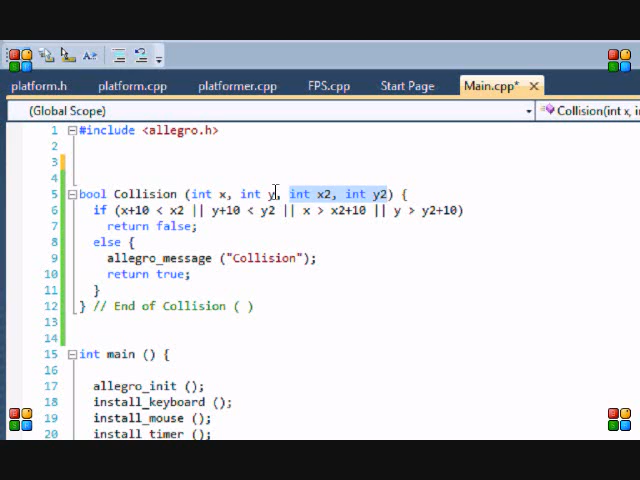 platform.h platform.cpp platformer.cpp FPS.cpp Start Page Main.cpp* X
(Global Scope) Collision(int x, in
1 #include <allegro.h>
2
3
4
5 bool Collision (int x, int y, int x2, int y2) {
6 if (x+10 < x2 || y+10 < y2 || x > x2+10 || y > y2+10)
7 return false;
8 else {
9 allegro_message ("Collision");
10 return true;
11 }
12 } // End of Collision ( )
13
14
15 int main () {
16
17 allegro_init ();
18 install_keyboard ();
19 install_mouse ();
20 install_timer ();